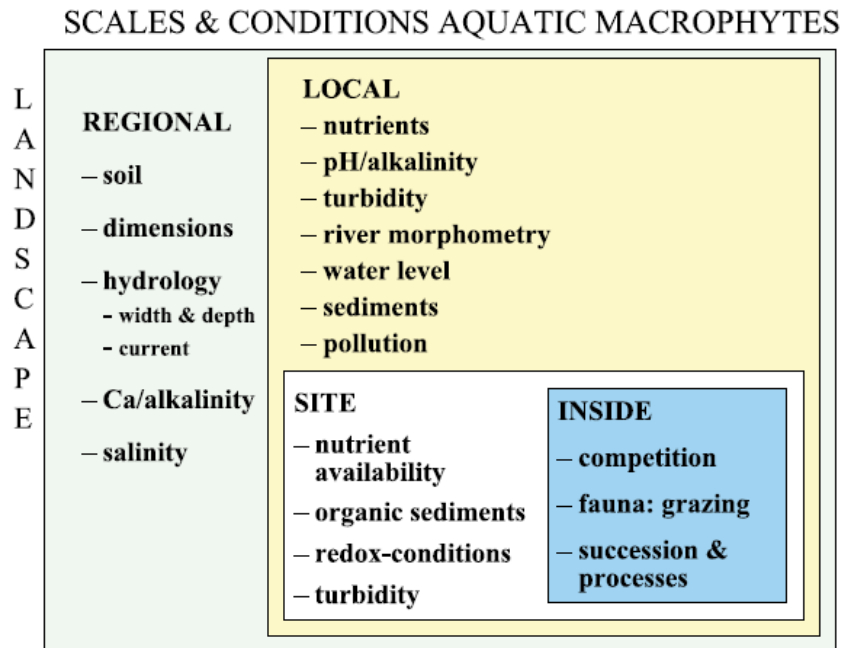 SCALES & CONDITIONS AQUATIC MACROPHYTES
LANDSCAPE
REGIONAL
– soil
– dimensions
– hydrology
- width & depth
- current
– Ca/alkalinity
– salinity
LOCAL
– nutrients
– pH/alkalinity
– turbidity
– river morphometry
– water level
– sediments
– pollution
SITE
– nutrient
availability
– organic sediments
– redox-conditions
– turbidity
INSIDE
– competition
– fauna: grazing
– succession &
processes